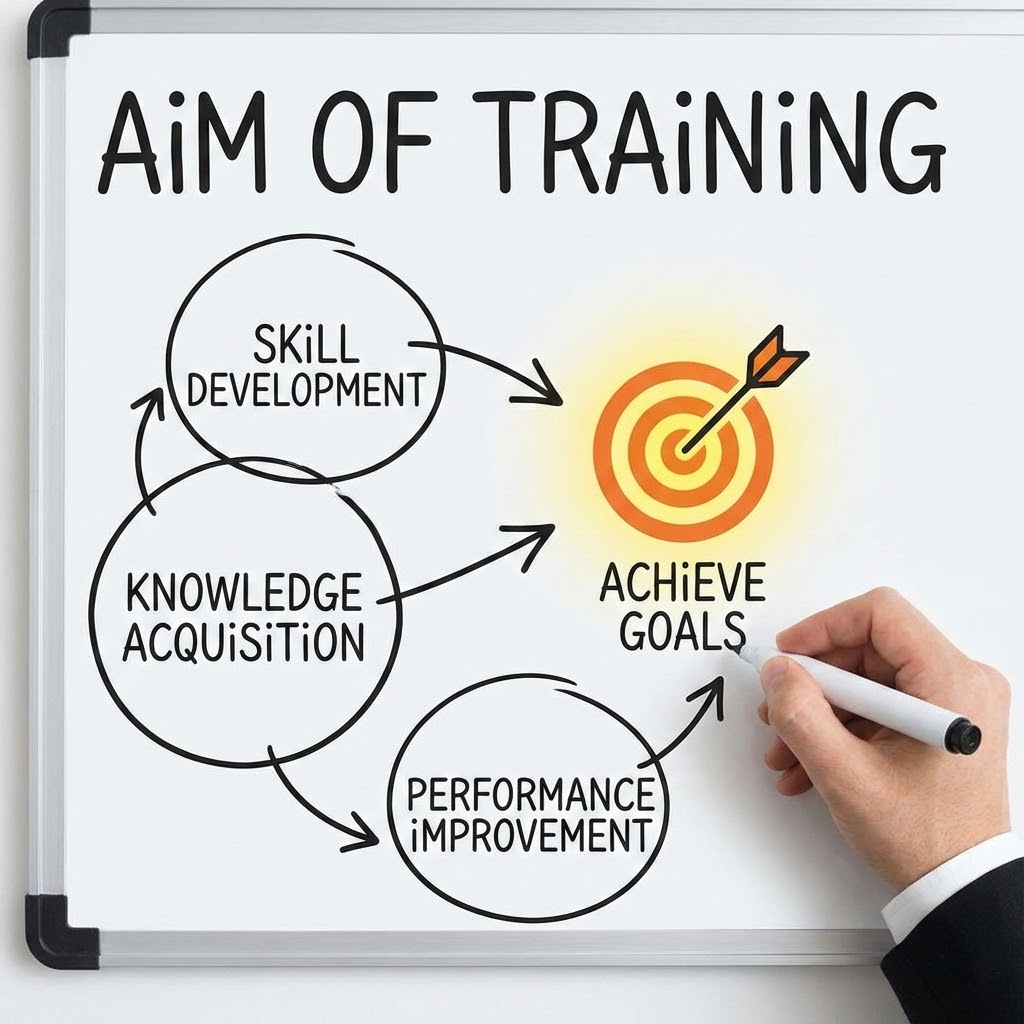 AiM OF TRAiNiNG
SKiLL
DEVELOPMENT
KNOWLEDGE
ACQUiSiTiON
ACHiEVE
GOALS
PERFORMANCE
iMPROVEMENT